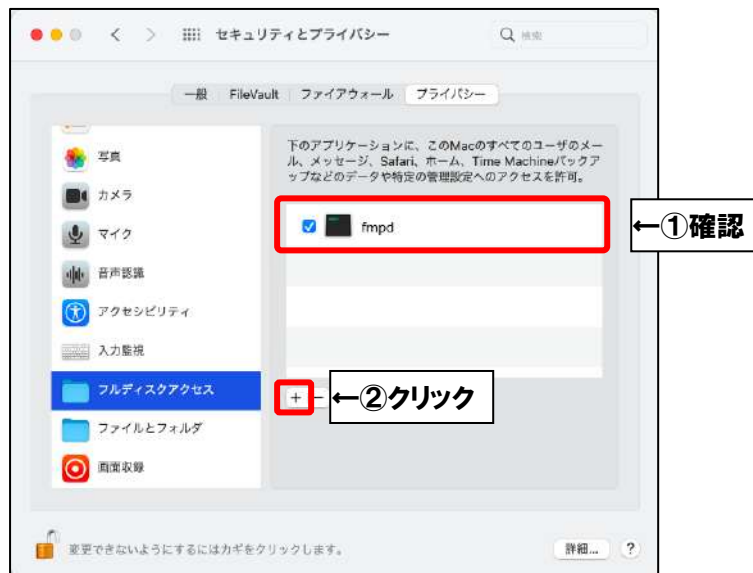 セキュリティとプライバシー
検索
一般 FileVault ファイアウォール プライバシー
写真
カメラ
マイク
音声認識
アクセシビリティ
入力監視
フルディスクアクセス
ファイルとフォルダ
画面収録
下のアプリケーションに、このMacのすべてのユーザのメー
ル、メッセージ、Safari、ホーム、Time Machineバックア
ップなどのデータや特定の管理設定へのアクセスを許可。
fmpd
←①確認
+ −
←②クリック
変更できないようにするにはカギをクリックします。
詳細... ?